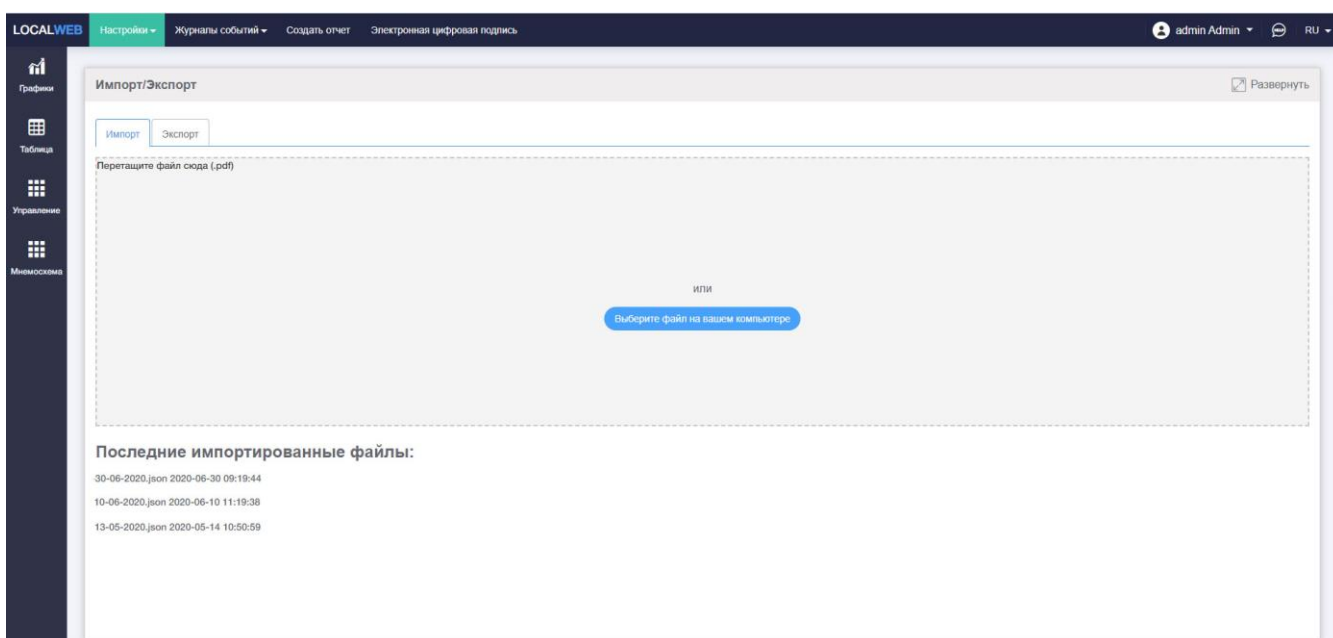 LOCALWEB Настройки Журналы событий Создать отчет Электронная цифровая подпись admin Admin RU
Графики
Таблица
Управление
Мнемосхема
Импорт/Экспорт Развернуть
Импорт Экспорт
Перетащите файл сюда (.pdf)
или
Выберите файл на вашем компьютере
Последние импортированные файлы:
30-06-2020.json 2020-06-30 09:19:44
10-06-2020.json 2020-06-10 11:19:38
13-05-2020.json 2020-05-14 10:50:59